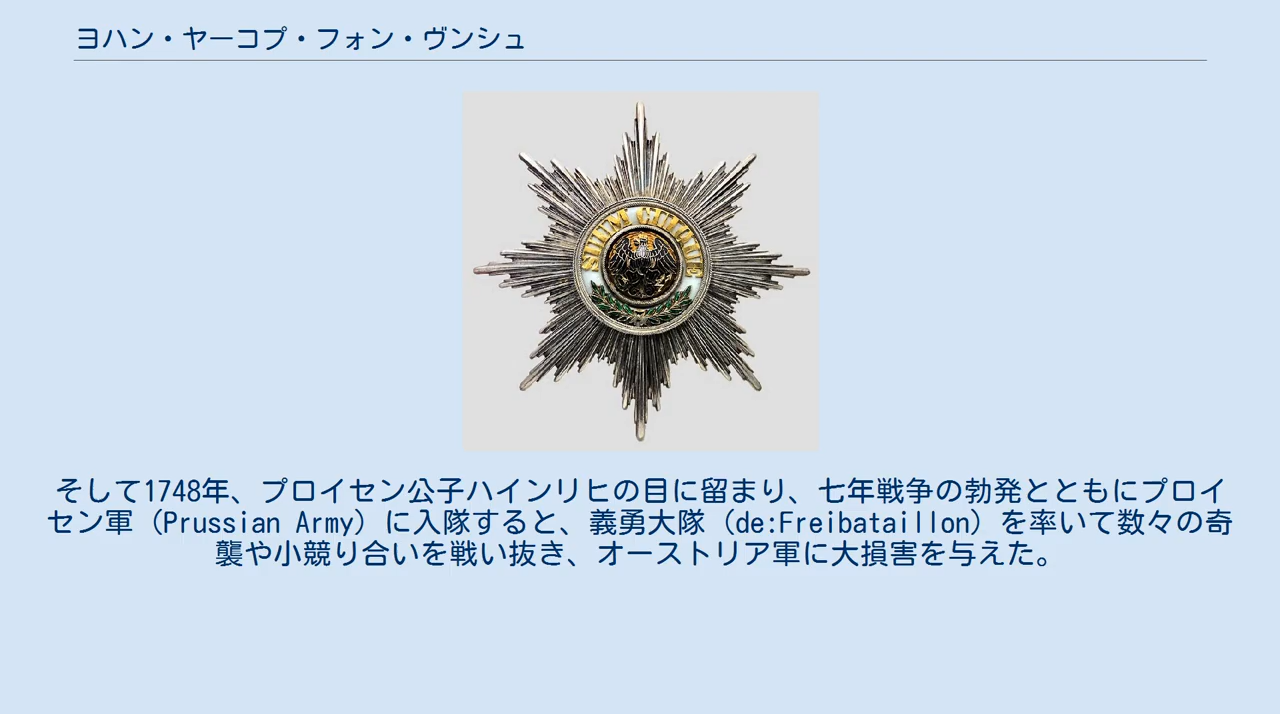 ヨハン・ヤーコプ・フォン・ヴンシュ
SUUM CUIQUE
そして1748年、プロイセン公子ハインリヒの目に留まり、七年戦争の勃発とともにプロイ
セン軍（Prussian Army）に入隊すると、義勇大隊（de:Freibataillon）を率いて数々の奇
襲や小競り合いを戦い抜き、オーストリア軍に大損害を与えた。